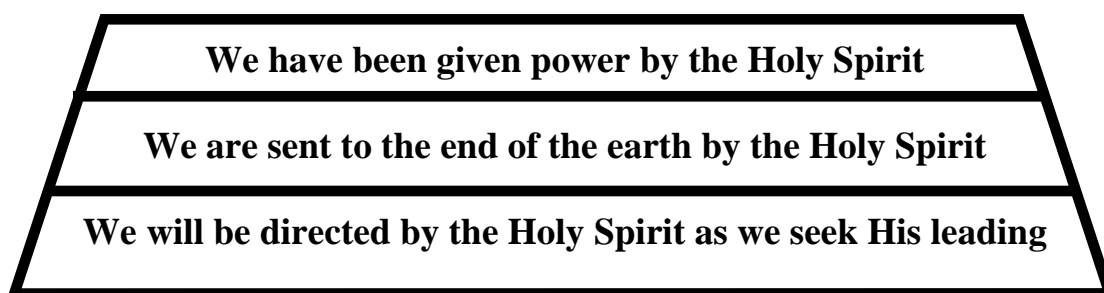 We have been given power by the Holy Spirit
We are sent to the end of the earth by the Holy Spirit
We will be directed by the Holy Spirit as we seek His leading